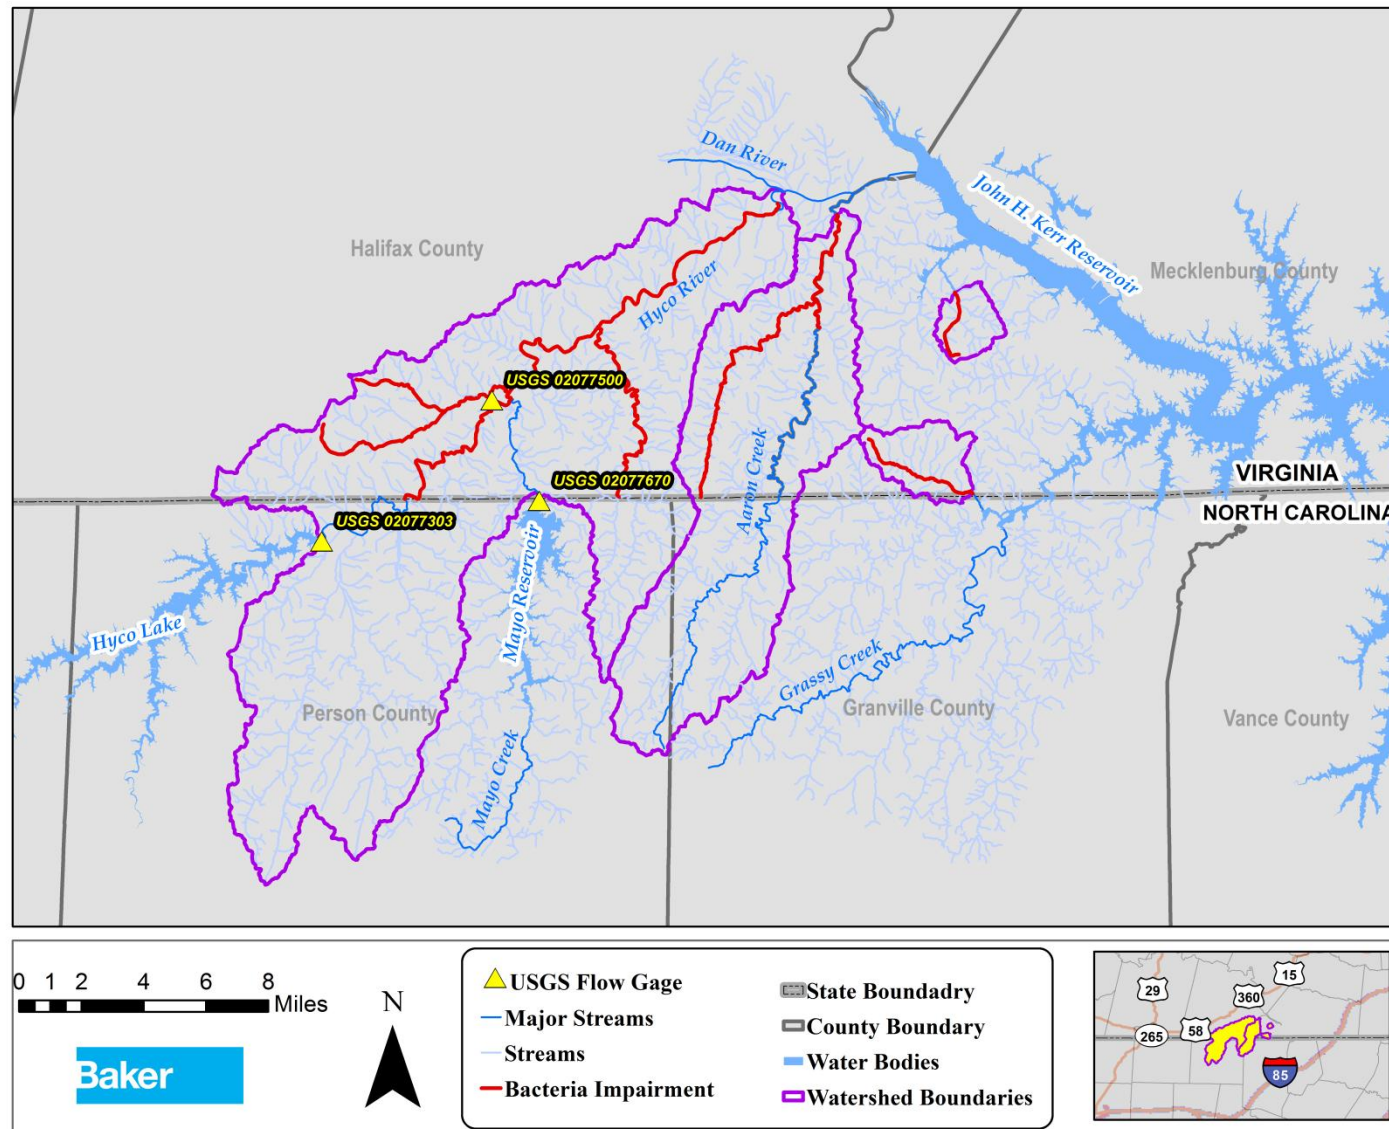 Dan River
John H. Kerr Reservoir
Halifax County
Mecklenburg County
Hyco River
USGS 02077500
Aaron Creek
USGS 02077670
VIRGINIA
NORTH CAROLINA
USGS 02077303
Mayo Reservoir
Hyco Lake
Grassy Creek
Person County
Granville County
Vance County
Mayo Creek
0 1 2 4 6 8
Miles
N
Baker
USGS Flow Gage
Major Streams
Streams
Bacteria Impairment
State Boundadry
County Boundary
Water Bodies
Watershed Boundaries
15
29
360
58
265
85